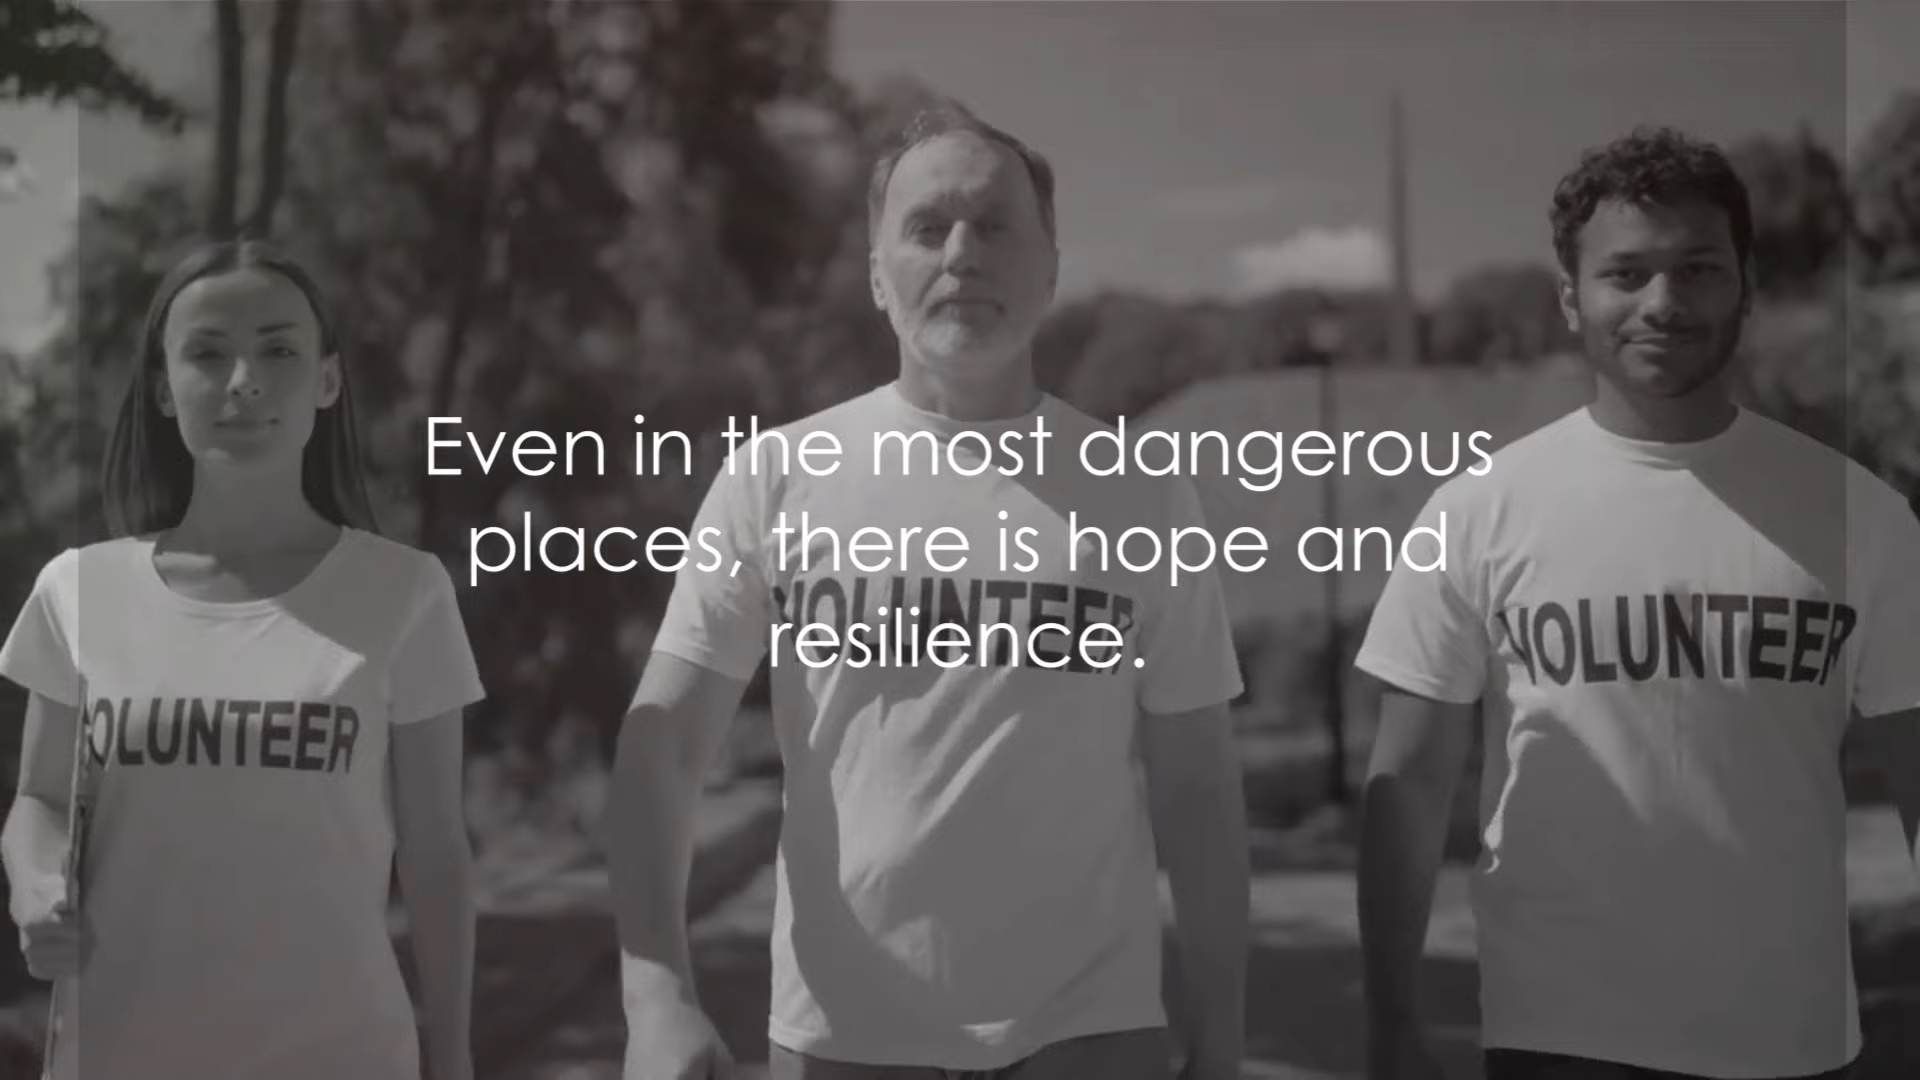 Even in the most dangerous
places, there is hope and
resilience.
VOLUNTEER
VOLUNTEER
VOLUNTEER